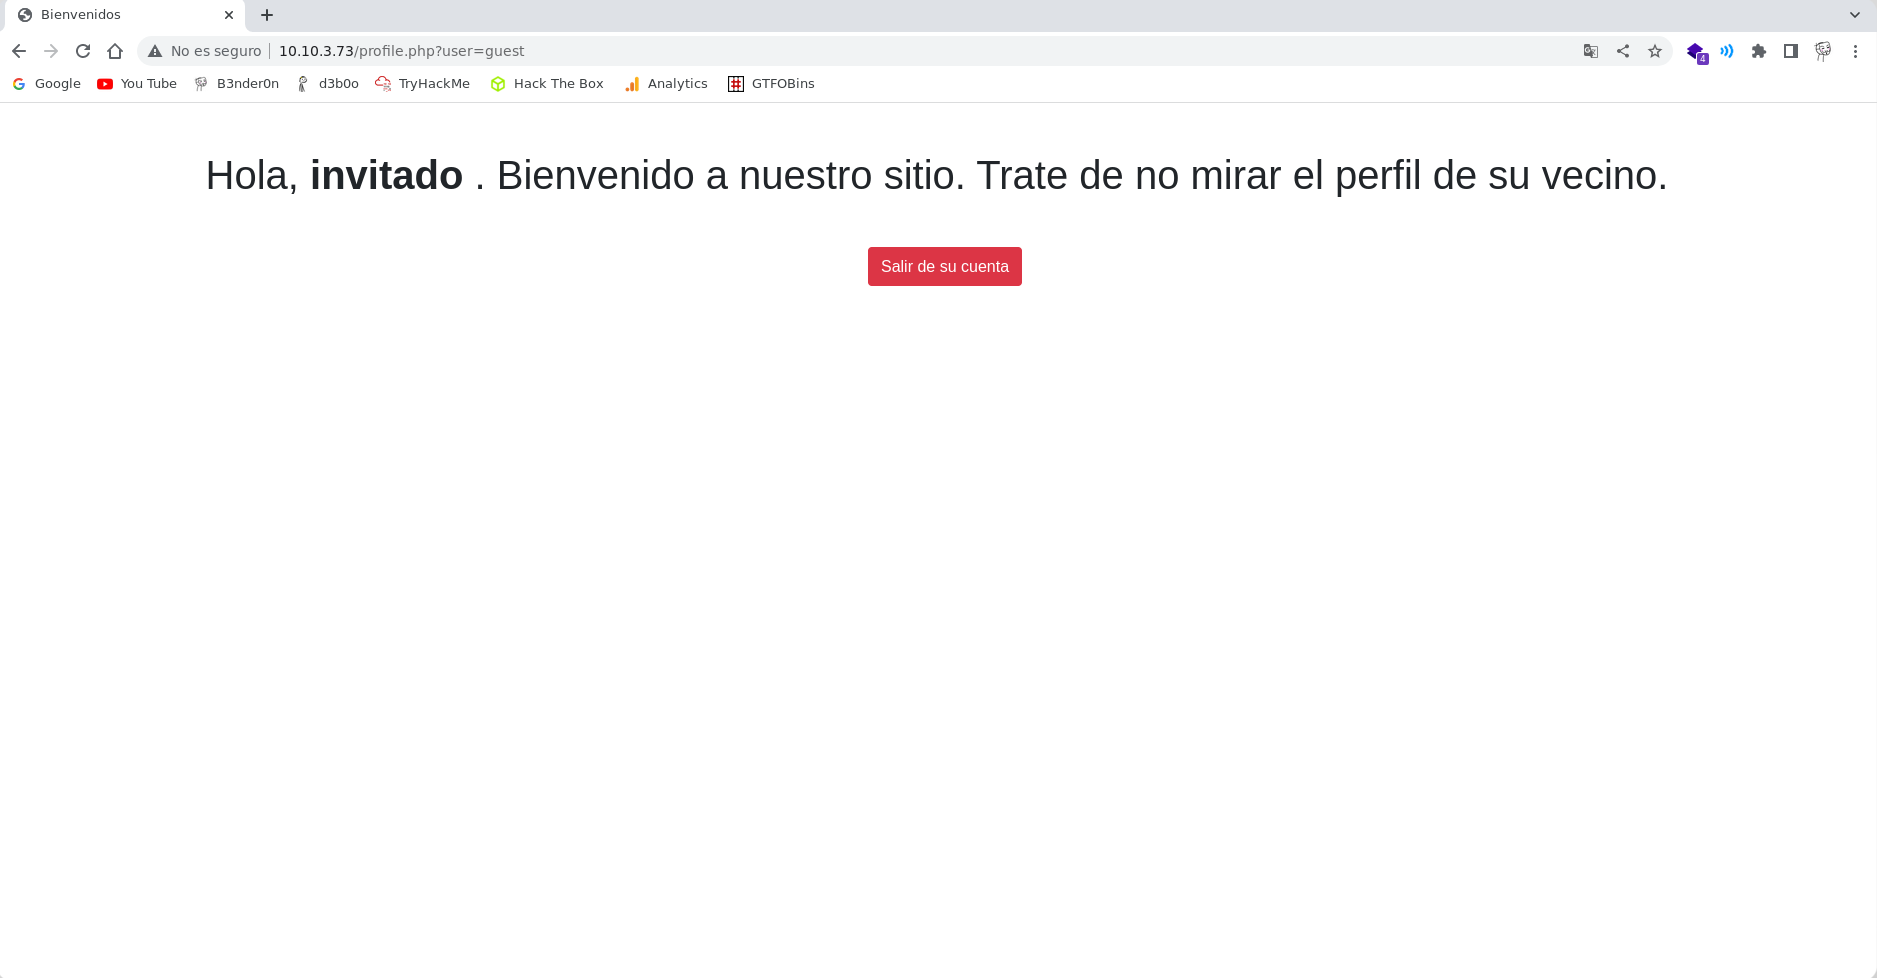 Bienvenidos
No es seguro 10.10.3.73/profile.php?user=guest
4
Google You Tube B3nder0n d3b0o TryHackMe Hack The Box Analytics GTFOBins
Hola, invitado . Bienvenido a nuestro sitio. Trate de no mirar el perfil de su vecino.
Salir de su cuenta